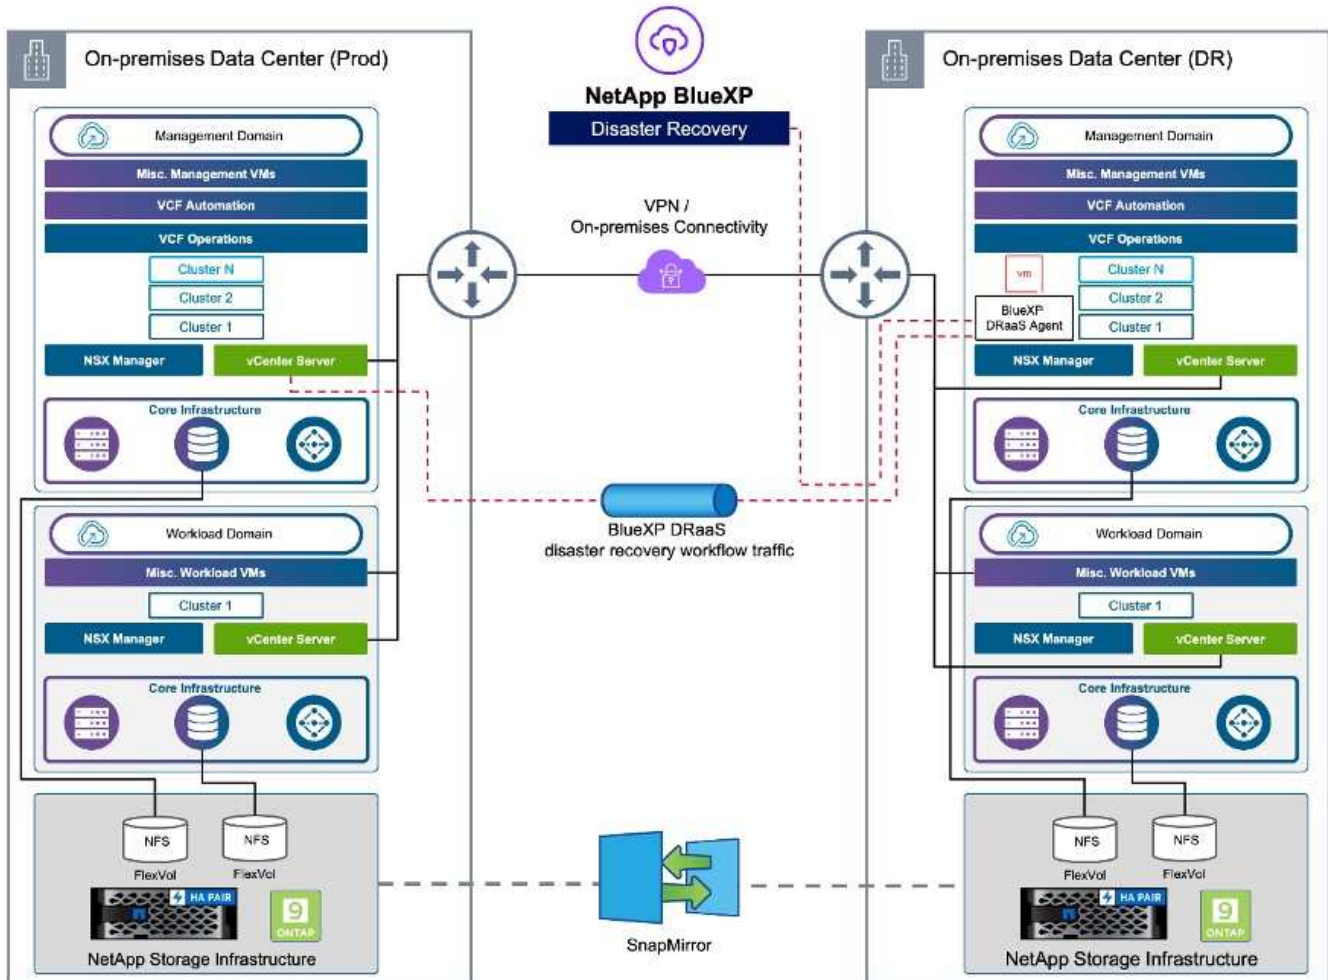 On-premises Data Center (Prod)
Management Domain
Misc. Management VMs
VCF Automation
VCF Operations
Cluster N
Cluster 2
Cluster 1
NSX Manager
vCenter Server
Core Infrastructure
Workload Domain
Misc. Workload VMs
Cluster 1
NSX Manager
vCenter Server
Core Infrastructure
NFS
NFS
FlexVol
FlexVol
HA PAIR
9
ONTAP
NetApp Storage Infrastructure
NetApp BlueXP
Disaster Recovery
VPN /
On-premises Connectivity
BlueXP DRaaS
disaster recovery workflow traffic
SnapMirror
On-premises Data Center (DR)
Management Domain
Misc. Management VMs
VCF Automation
VCF Operations
vm
BlueXP
DRaaS Agent
Cluster N
Cluster 2
Cluster 1
NSX Manager
vCenter Server
Core Infrastructure
Workload Domain
Misc. Workload VMs
Cluster 1
NSX Manager
vCenter Server
Core Infrastructure
NFS
NFS
FlexVol
FlexVol
HA PAIR
9
ONTAP
NetApp Storage Infrastructure